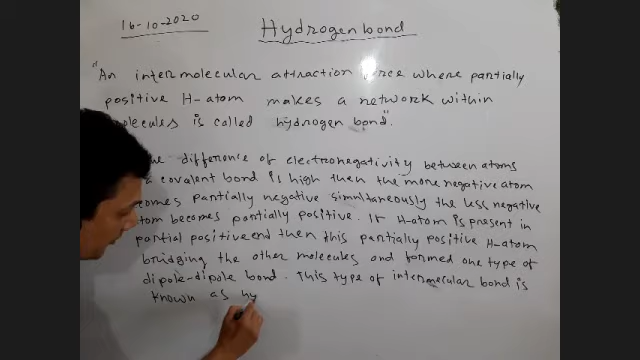 16-10-2020
Hydrogen bond
"An intermolecular attraction force where partially
positive H-atom makes a network within
molecules is called hydrogen bond".
difference of electronegativity between atoms
a covalent bond is high then the more negative atom
comes partially negative simultaneously the less negative
atom becomes partially positive. If H-atom is present in
partial positive end then this partially positive H-atom
bridging the other molecules and formed one type of
dipole-dipole bond. This type of intermecular bond is
known as hy